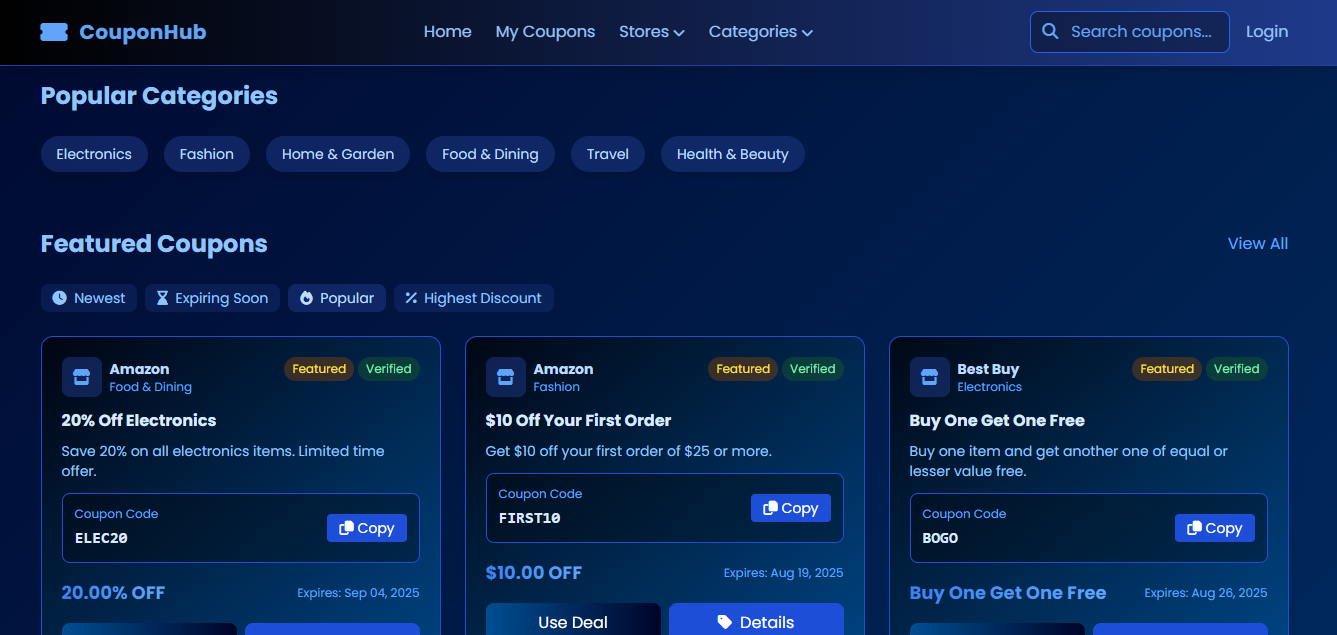 CouponHub
Home My Coupons Stores Categories Search coupons... Login
Popular Categories
Electronics Fashion Home & Garden Food & Dining Travel Health & Beauty
Featured Coupons View All
Newest Expiring Soon Popular Highest Discount
Amazon
Food & Dining
Featured Verified
20% Off Electronics
Save 20% on all electronics items. Limited time
offer.
Coupon Code
ELEC20
Copy
20.00% OFF Expires: Sep 04, 2025
Amazon
Fashion
Featured Verified
$10 Off Your First Order
Get $10 off your first order of $25 or more.
Coupon Code
FIRST10
Copy
$10.00 OFF Expires: Aug 19, 2025
Use Deal Details
Best Buy
Electronics
Featured Verified
Buy One Get One Free
Buy one item and get another one of equal or
lesser value free.
Coupon Code
BOGO
Copy
Buy One Get One Free Expires: Aug 26, 2025